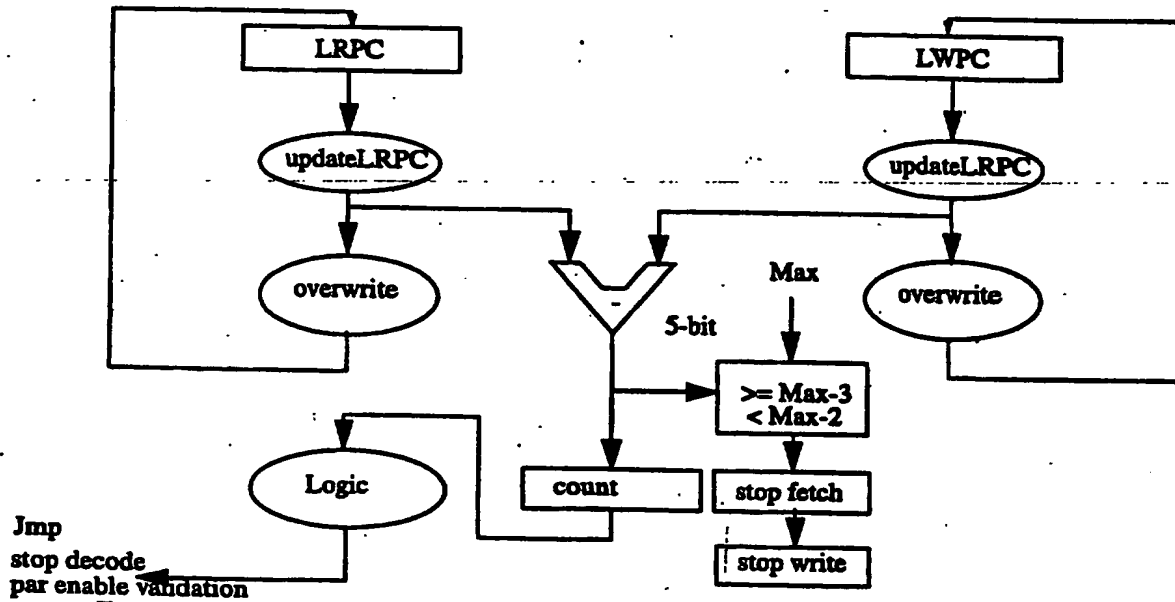 LRPC
LWPC
updateLRPC
updateLRPC
overwrite
Max
overwrite
-
5-bit
>= Max-3
< Max-2
Logic
count
stop fetch
Jmp
stop decode
stop write
par enable validation